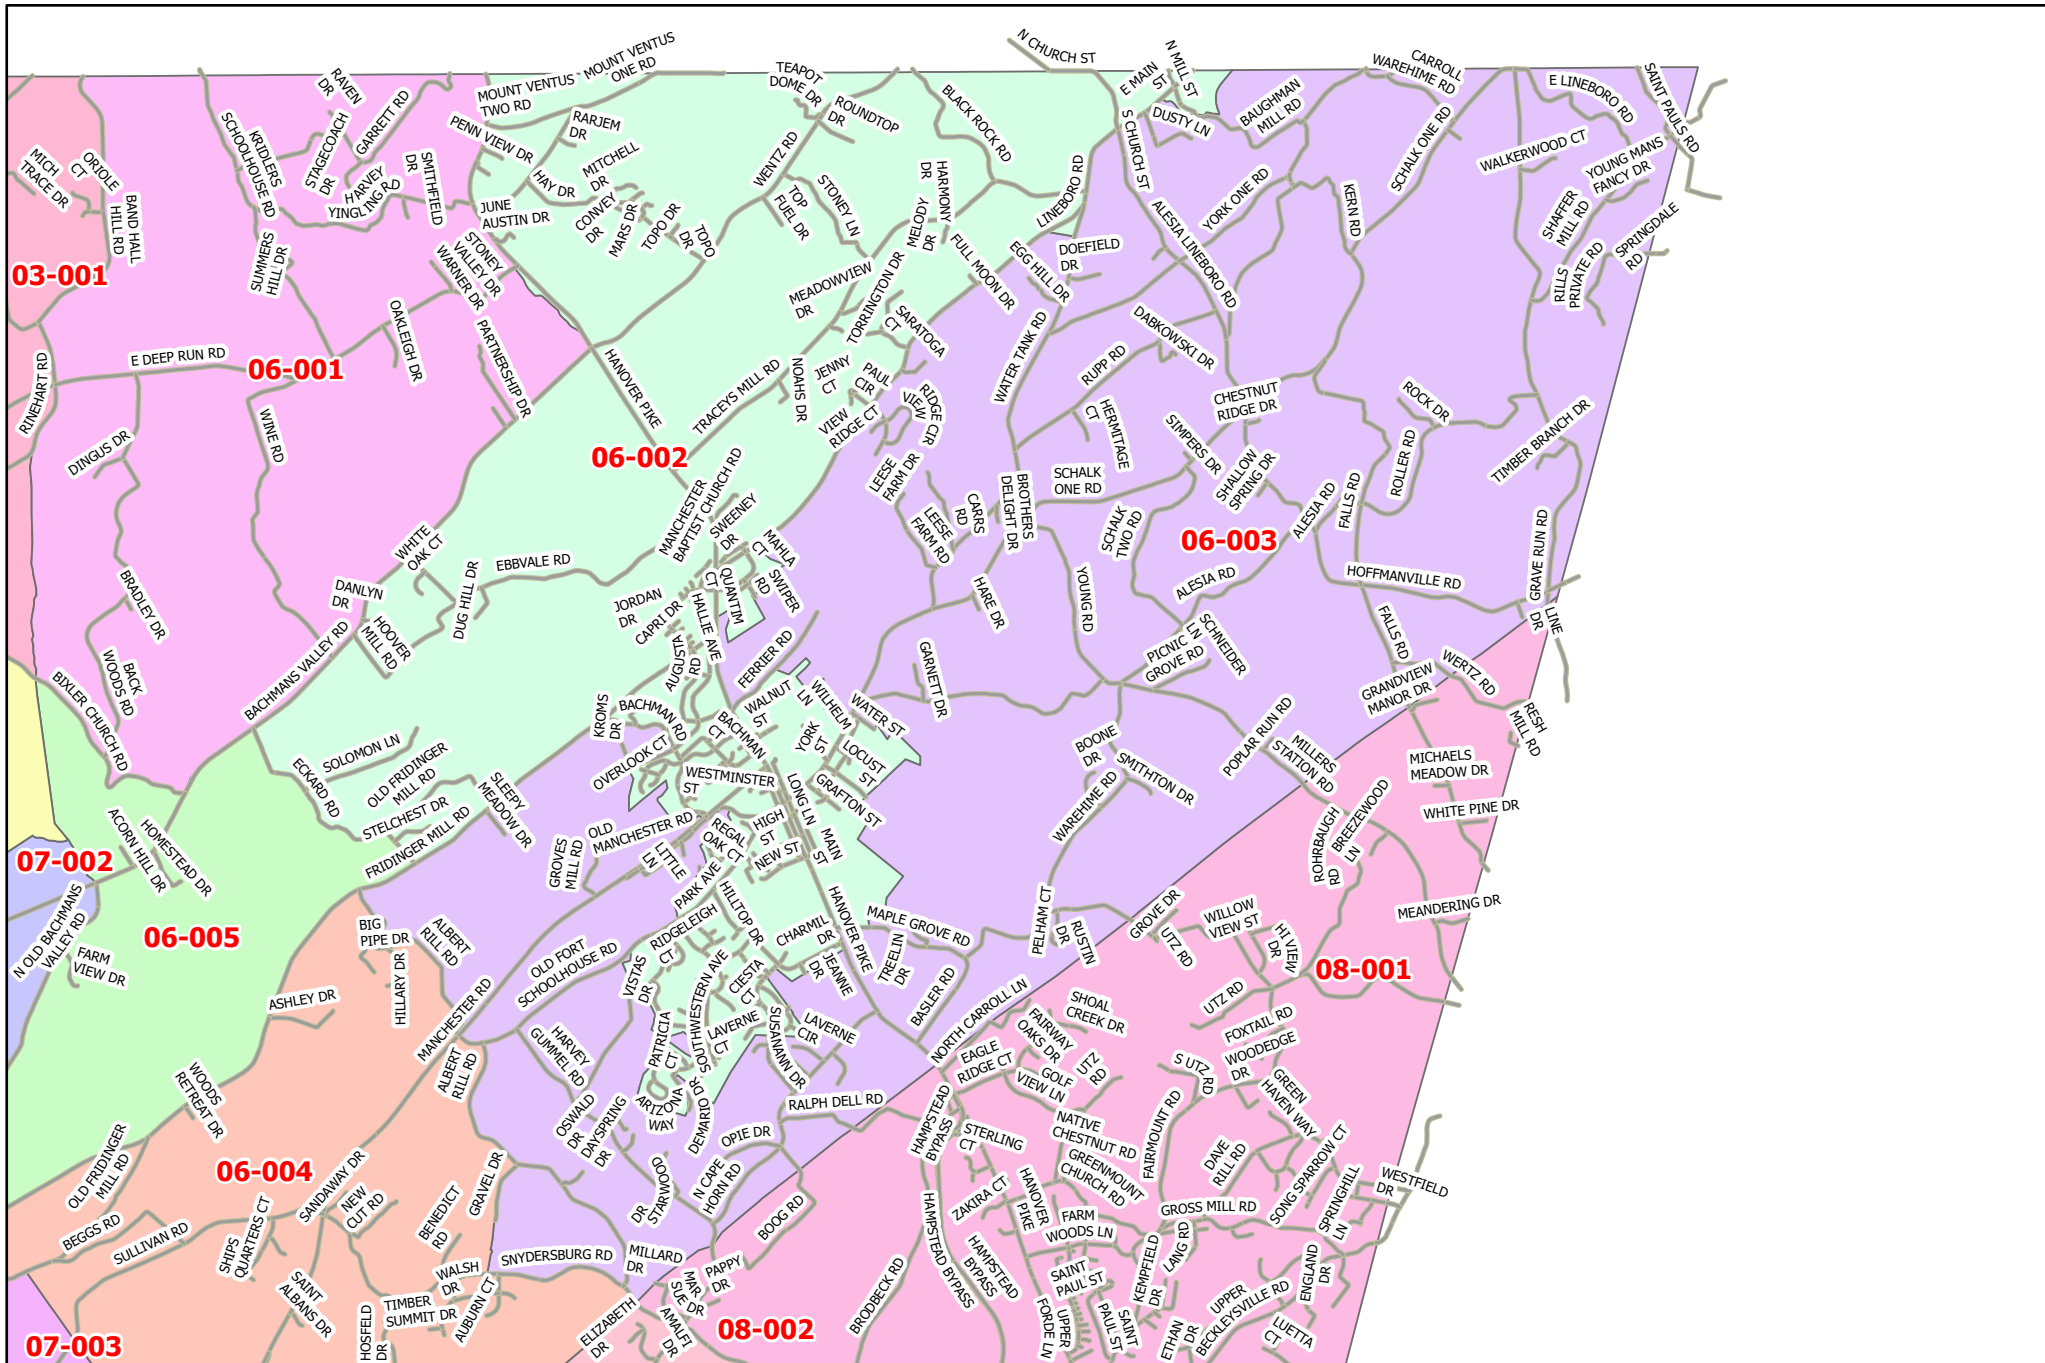 N CHURCH ST
MOUNT VENTUS
ONE RD
MOUNT VENTUS
TWO RD
TEAPOT
DOME DR
ROUNDTOP
DR
BLACK ROCK RD
E MAIN
ST
N MILL ST
DUSTY LN
BAUGHMAN
MILL RD
CARROLL
WAREHIME RD
E LINEBORO RD
SAINT PAULS RD
RAVEN
DR
GARRETT RD
KRIDLERS
SCHOOLHOUSE RD
STAGECOACH
DR
HARVEY
YINGLING RD
SMITHFIELD
DR
PENN VIEW DR
RARJEM
DR
MITCHELL
DR
HAY DR
CONVEY
DR
MARS DR
TOPO DR
TOPO
DR
WENTZ RD
TOP
FUEL DR
STONEY LN
MELODY
DR
HARMONY
DR
LINEBORO RD
S CHURCH ST
YORK ONE RD
KERN RD
SCHALK ONE RD
WALKERWOOD CT
YOUNG MANS
FANCY DR
SHAFFER
MILL RD
SPRINGDALE
RD
RILLS
PRIVATE RD
MICH
TRACE DR
ORIOLE
CT
BAND HALL
HILL RD
03-001
SUMMERS
HILL DR
JUNE
AUSTIN DR
STONEY
VALLEY DR
WARNER DR
MEADOWVIEW
DR
TORRINGTON DR
FULL MOON DR
EGG HILL DR
DOEFIELD
DR
ALESIA LINEBORO RD
SARATOGA
CT
WATER TANK RD
RINEHART RD
E DEEP RUN RD
06-001
OAKLEIGH DR
PARTNERSHIP DR
HANOVER PIKE
06-002
TRACEYS MILL RD
NOAHS DR
JENNY
CT
PAUL
CIR
VIEW
RIDGE CT
RIDGE CIR
VIEW
RUPP RD
DABKOWSKI DR
HERMITAGE
CT
CHESTNUT
RIDGE DR
ROCK DR
TIMBER BRANCH DR
DINGUS DR
WINE RD
LEESE
FARM DR
LEESE
FARM RD
CARRS
RD
BROTHERS
DELIGHT DR
SCHALK
ONE RD
SIMPERS DR
SHALLOW
SPRING DR
ROLLER RD
FALLS RD
ALESIA RD
MANCHESTER
BAPTIST CHURCH RD
SWEENEY
DR
MAHLA
CT
SWIPER
RD
QUANTIM
CT
WHITE
OAK CT
EBBVALE RD
DUG HILL DR
DANLYN
DR
HOOVER
MILL RD
JORDAN
DR
CAPRI DR
HALLIE AVE
AUGUSTA
RD
FERRIER RD
SCHALK
TWO RD
06-003
ALESIA RD
HOFFMANVILLE RD
GRAVE RUN RD
LINE
DR
HARE DR
YOUNG RD
BRADLEY DR
BACK
WOODS RD
BIXLER CHURCH RD
BACHMANS VALLEY RD
KROMS
DR
BACHMAN RD
BACHMAN
CT
OVERLOOK CT
WALNUT
ST
WILHELM
LN
WATER ST
YORK
ST
LOCUST
ST
GARNETT DR
PICNIC
GROVE RD
SCHNEIDER
LN
FALLS RD
WERTZ RD
GRANDVIEW
MANOR DR
RESH
MILL RD
POPLAR RUN RD
MILLERS
STATION RD
BOONE
DR
SMITHTON DR
WAREHIME RD
MICHAELS
MEADOW DR
WHITE PINE DR
SOLOMON LN
ECKARD RD
OLD FRIDINGER
MILL RD
STELCHEST DR
FRIDINGER MILL RD
SLEEPY
MEADOW DR
WESTMINSTER
ST
LONG LN
GRAFTON ST
MAIN
ST
HIGH
ST
NEW ST
REGAL
OAK CT
OLD
MANCHESTER RD
GROVES
MILL RD
LITTLE
LN
PARK AVE
ROHRBAUGH
RD
BREEZEWOOD
LN
MEANDERING DR
07-002
ACORN HILL DR
HOMESTEAD DR
06-005
N OLD BACHMANS
VALLEY RD
FARM
VIEW DR
BIG
PIPE DR
ALBERT
RILL RD
HILLARY DR
ASHLEY DR
MANCHESTER RD
OLD FORT
SCHOOLHOUSE RD
RIDGELEIGH
CT
HILLTOP DR
VISTAS
DR
CHARMIL
DR
HANOVER PIKE
JEANNE
DR
CIESTA
CT
SOUTHWESTERN AVE
MAPLE GROVE RD
TREELIN
DR
BASLER RD
PELHAM CT
RUSTIN
DR
GROVE DR
UTZ RD
WILLOW
VIEW ST
HI VIEW
DR
08-001
UTZ RD
NORTH CARROLL LN
SHOAL
CREEK DR
FAIRWAY
OAKS DR
EAGLE
RIDGE CT
GOLF
VIEW LN
UTZ
RD
S UTZ
RD
FOXTAIL RD
WOODEDGE
DR
GREEN
HAVEN WAY
HARVEY
GUMMEL RD
PATRICIA
CT
LAVERNE
CT
SUSANANN DR
LAVERNE
CIR
ARIZONA
WAY
DEMARIO DR
OSWALD
DR
DAYSPRING
DR
RALPH DELL RD
OPIE DR
N CAPE
HORN RD
STARWOOD
DR
ALBERT
RILL RD
WOODS
RETREAT DR
OLD FRIDINGER
MILL RD
06-004
SANDAWAY DR
NEW
CUT RD
BENEDICT
RD
GRAVEL DR
BEGGS RD
SULLIVAN RD
SHIPS
QUARTERS CT
SAINT
ALBANS DR
WALSH
DR
TIMBER
SUMMIT DR
AUBURN CT
HOSFELD
DR
SNYDERSBURG RD
MILLARD
DR
ELIZABETH
DR
MAR
SUE DR
PAPPY
DR
AMALFI
DR
BOOG RD
BRODBECK RD
08-002
HAMPSTEAD
BYPASS
HAMPSTEAD BYPASS
HAMPSTEAD
BYPASS
STERLING
CT
ZAKIRA CT
HANOVER
PIKE
NATIVE
CHESTNUT RD
GREENMOUNT
CHURCH RD
FAIRMOUNT RD
DAVE
RILL RD
SONG SPARROW CT
SPRINGHILL
LN
WESTFIELD
DR
FARM
WOODS LN
GROSS MILL RD
LANG RD
KEMPFIELD
DR
SAINT
PAUL ST
SAINT
PAUL ST
FORDE LN
UPPER
ETHAN
DR
UPPER
BECKLEYSVILLE RD
ENGLAND
DR
LUETTA
CT
07-003